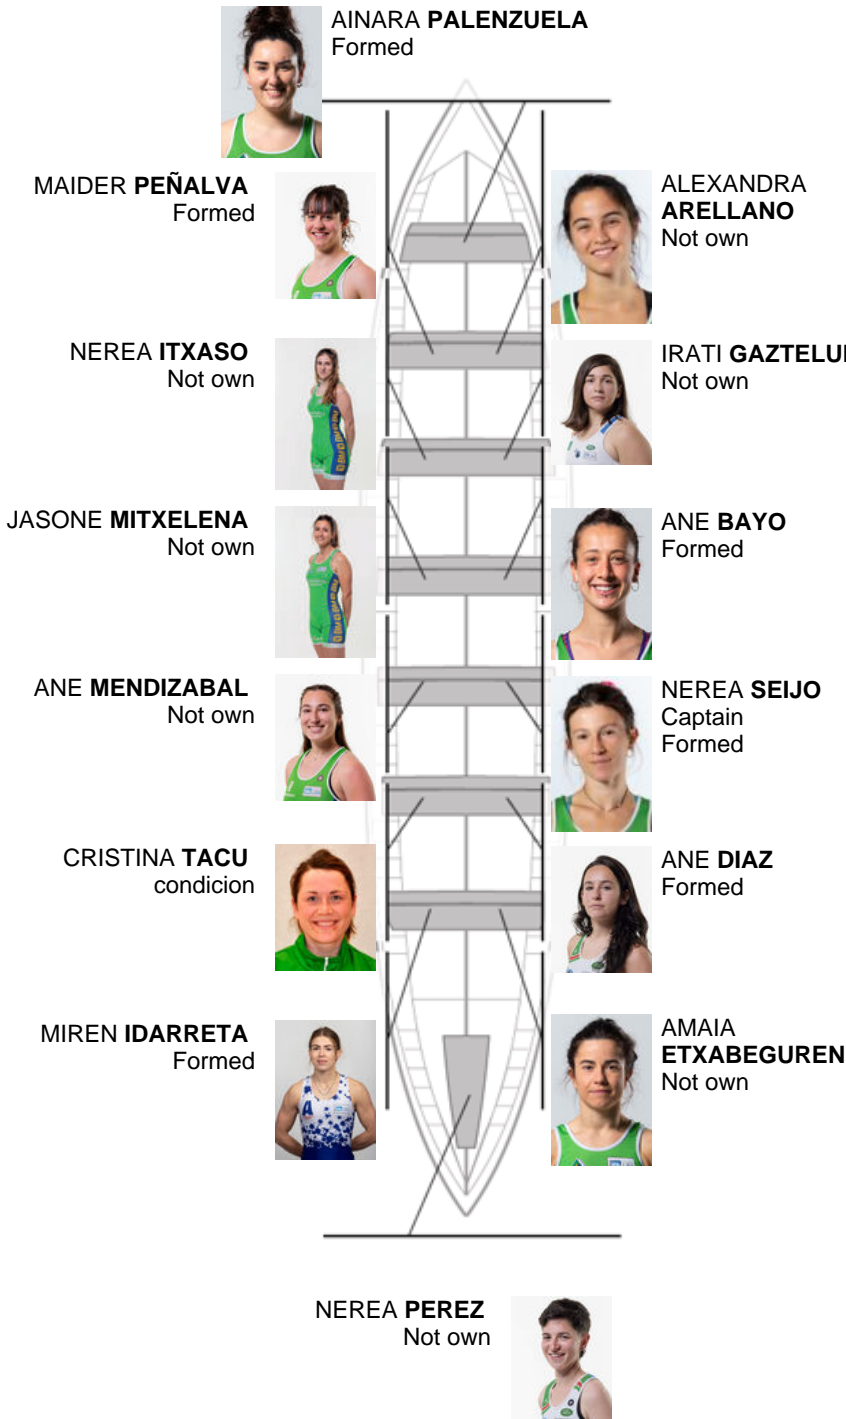 AINARA PALENZUELA
Formed
MAIDER PEÑALVA
Formed
ALEXANDRA
ARELLANO
Not own
NEREA ITXASO
Not own
IRATI GAZTELU
Not own
JASONE MITXELENA
Not own
ANE BAYO
Formed
ANE MENDIZABAL
Not own
NEREA SEIJO
Captain
Formed
CRISTINA TACU
condicion
ANE DIAZ
Formed
MIREN IDARRETA
Formed
AMAIA
ETXABEGUREN
Not own
NEREA PEREZ
Not own